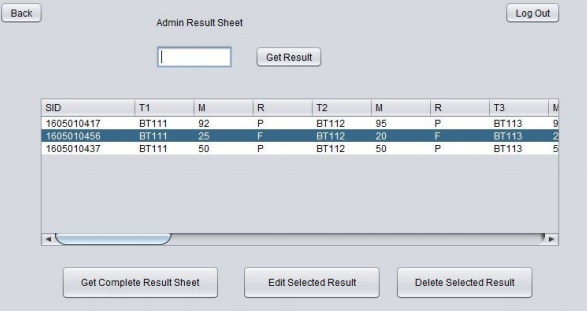 Back
Log Out
Admin Result Sheet
Get Result
SID T1 M R T2 M R T3 M
1605010417 BT111 92 P BT112 95 P BT113 9
1605010456 BT111 25 F BT112 20 F BT113 2
1605010437 BT111 50 P BT112 50 P BT113 5
Get Complete Result Sheet Edit Selected Result Delete Selected Result